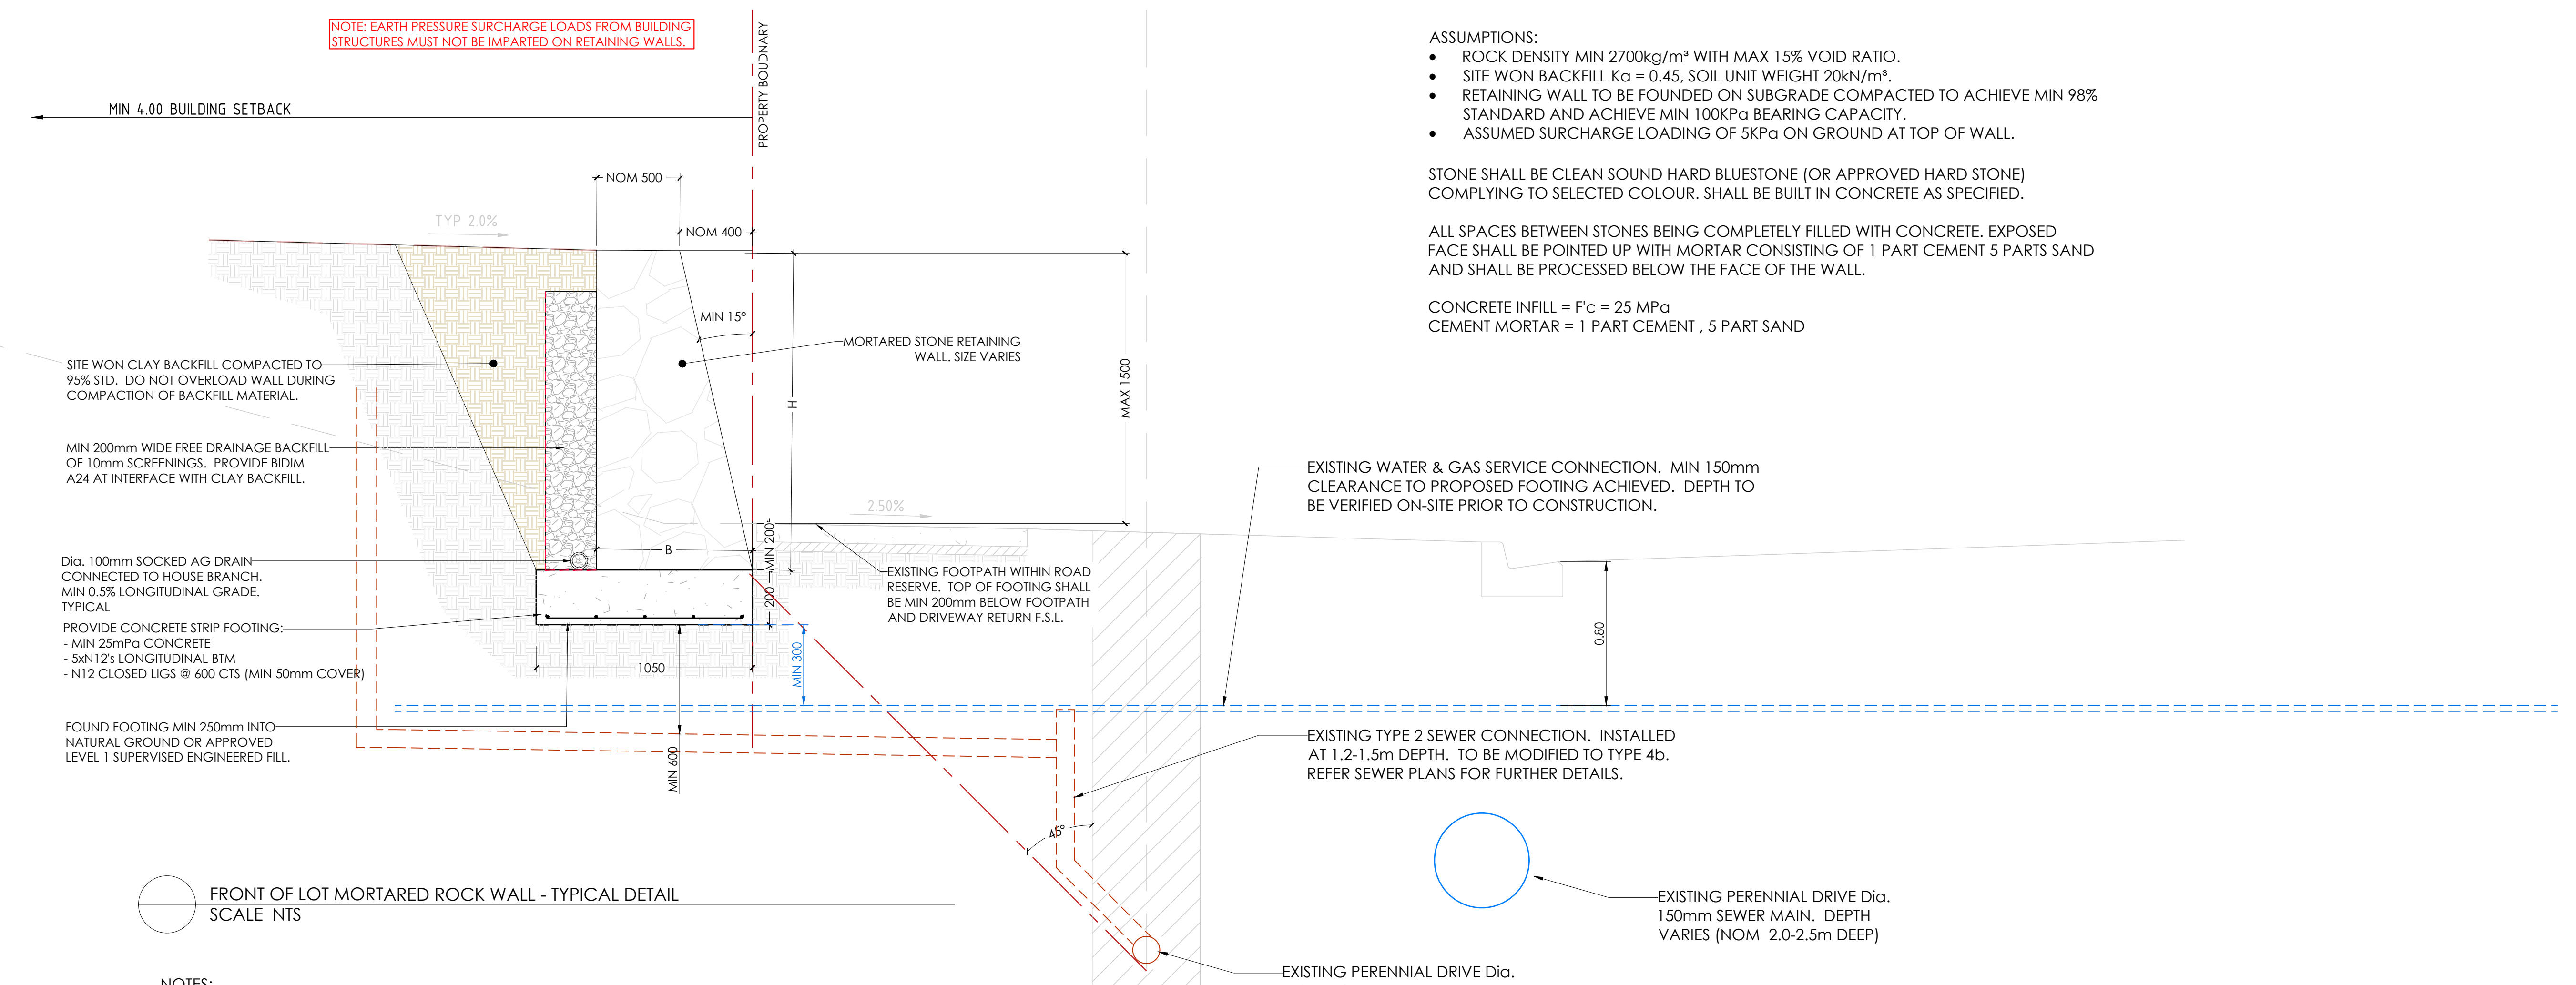 NOTE: EARTH PRESSURE SURCHARGE LOADS FROM BUILDING
STRUCTURES MUST NOT BE IMPARTED ON RETAINING WALLS.
PROPERTY BOUDNARY
MIN 4.00 BUILDING SETBACK
NOM 500
TYP 2.0%
NOM 400
MIN 15°
MORTARED STONE RETAINING
WALL. SIZE VARIES
H
MAX 1500
SITE WON CLAY BACKFILL COMPACTED TO
95% STD. DO NOT OVERLOAD WALL DURING
COMPACTION OF BACKFILL MATERIAL.
MIN 200mm WIDE FREE DRAINAGE BACKFILL
OF 10mm SCREENINGS. PROVIDE BIDIM
A24 AT INTERFACE WITH CLAY BACKFILL.
2.50%
B
MIN 200
200
Dia. 100mm SOCKED AG DRAIN
CONNECTED TO HOUSE BRANCH.
MIN 0.5% LONGITUDINAL GRADE.
TYPICAL
PROVIDE CONCRETE STRIP FOOTING:
- MIN 25mPa CONCRETE
- 5xN12's LONGITUDINAL BTM
- N12 CLOSED LIGS @ 600 CTS (MIN 50mm COVER)
EXISTING FOOTPATH WITHIN ROAD
RESERVE. TOP OF FOOTING SHALL
BE MIN 200mm BELOW FOOTPATH
AND DRIVEWAY RETURN F.S.L.
1050
MIN 300
MIN 600
0.80
FOUND FOOTING MIN 250mm INTO
NATURAL GROUND OR APPROVED
LEVEL 1 SUPERVISED ENGINEERED FILL.
45°
ASSUMPTIONS:
• ROCK DENSITY MIN 2700kg/m³ WITH MAX 15% VOID RATIO.
• SITE WON BACKFILL Ka = 0.45, SOIL UNIT WEIGHT 20kN/m³.
• RETAINING WALL TO BE FOUNDED ON SUBGRADE COMPACTED TO ACHIEVE MIN 98%
STANDARD AND ACHIEVE MIN 100KPa BEARING CAPACITY.
• ASSUMED SURCHARGE LOADING OF 5KPa ON GROUND AT TOP OF WALL.
STONE SHALL BE CLEAN SOUND HARD BLUESTONE (OR APPROVED HARD STONE)
COMPLYING TO SELECTED COLOUR. SHALL BE BUILT IN CONCRETE AS SPECIFIED.
ALL SPACES BETWEEN STONES BEING COMPLETELY FILLED WITH CONCRETE. EXPOSED
FACE SHALL BE POINTED UP WITH MORTAR CONSISTING OF 1 PART CEMENT 5 PARTS SAND
AND SHALL BE PROCESSED BELOW THE FACE OF THE WALL.
CONCRETE INFILL = F'c = 25 MPa
CEMENT MORTAR = 1 PART CEMENT , 5 PART SAND
EXISTING WATER & GAS SERVICE CONNECTION. MIN 150mm
CLEARANCE TO PROPOSED FOOTING ACHIEVED. DEPTH TO
BE VERIFIED ON-SITE PRIOR TO CONSTRUCTION.
EXISTING TYPE 2 SEWER CONNECTION. INSTALLED
AT 1.2-1.5m DEPTH. TO BE MODIFIED TO TYPE 4b.
REFER SEWER PLANS FOR FURTHER DETAILS.
EXISTING PERENNIAL DRIVE Dia.
150mm SEWER MAIN. DEPTH
VARIES (NOM 2.0-2.5m DEEP)
EXISTING PERENNIAL DRIVE Dia.
FRONT OF LOT MORTARED ROCK WALL - TYPICAL DETAIL
SCALE NTS
NOTES: